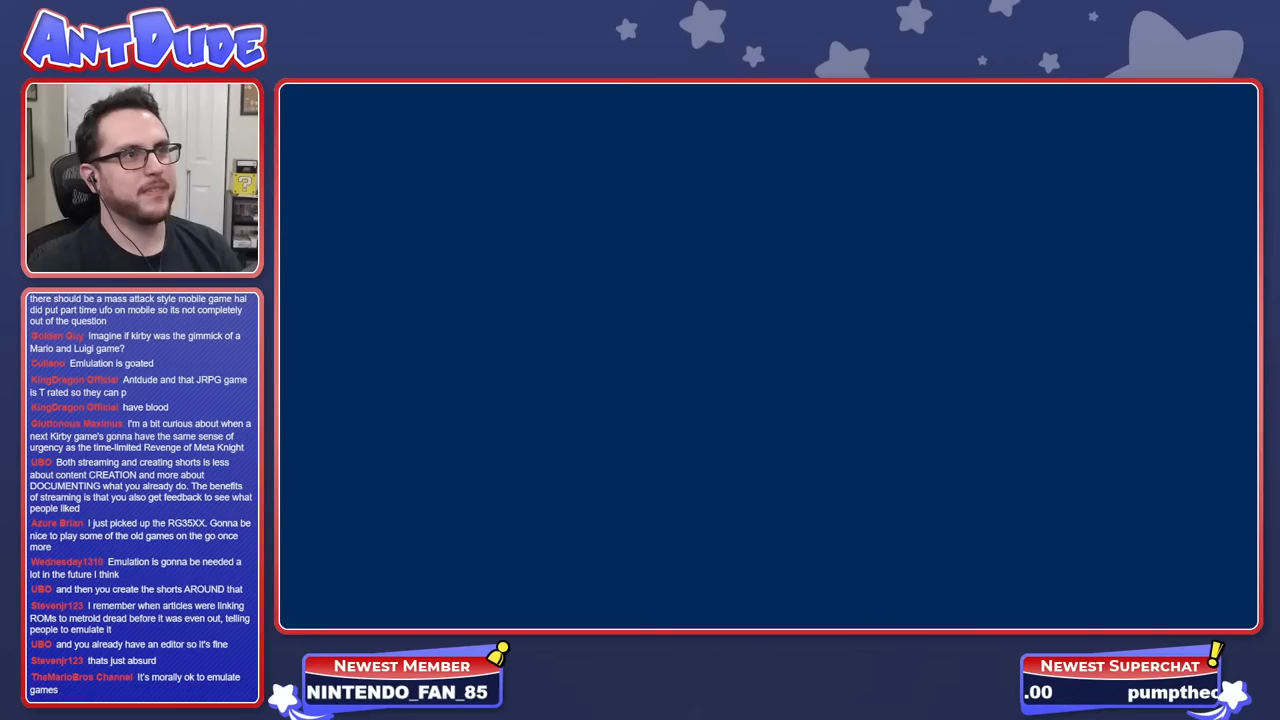 ANTDUDE
there should be a mass attack style mobile game hal
did put part time ufo on mobile so its not completely
out of the question
Golden Guy Imagine if kirby was the gimmick of a
Mario and Luigi game?
Emlulation is goated
KingDragon Official Antdude and that JRPG game
is T rated so they can p
KingDragon Official have blood
Glutionous Maximus I'm a bit curious about when a
next Kirby game's gonna have the same sense of
urgency as the time-limited Revenge of Meta Knight
UBO Both streaming and creating shorts is less
about content CREATION and more about
DOCUMENTING what you already do. The benefits
of streaming is that you also get feedback to see what
people liked
Azure Brian I just picked up the RG35XX. Gonna be
nice to play some of the old games on the go once
more
Wednesday1310 Emulation is gonna be needed a
lot in the future I think
UBO and then you create the shorts AROUND that
Stevenjr123 I remember when articles were linking
ROMs to metroid dread before it was even out, telling
people to emulate it
UBO and you already have an editor so it's fine
Stevenjr123 thats just absurd
TheMarioBros Channel It's morally ok to emulate
games
NEWEST MEMBER
NINTENDO_FAN_85
NEWEST SUPERCHAT
.00 pumptheo